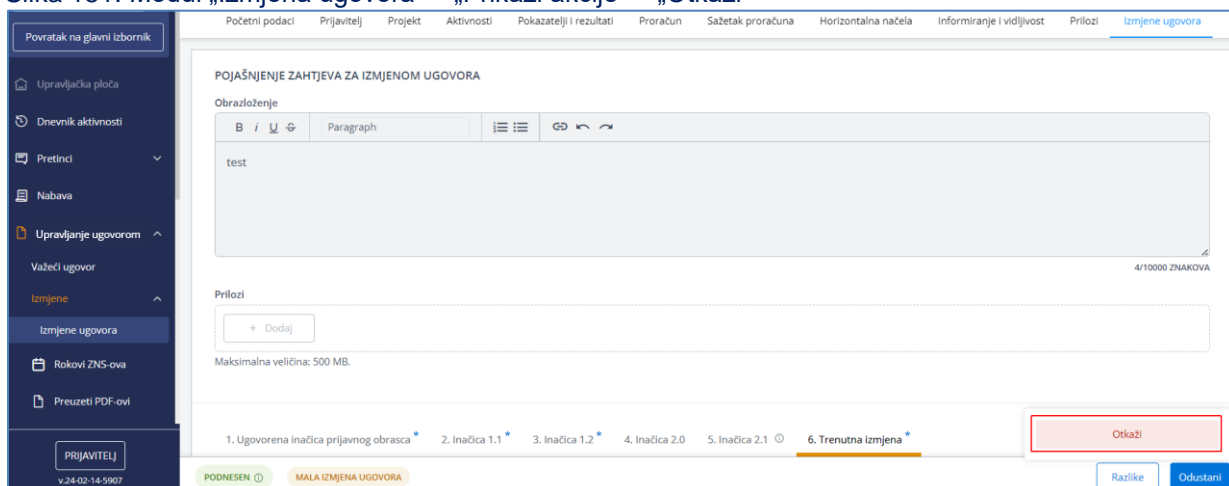 Slika 131: Modul „Izmjena ugovora“ – „Prikaži akcije“ – „Otkaži“
Povratak na glavni izbornik
Početni podaci Prijavitelj Projekt Aktivnosti Pokazatelji i rezultati Proračun Sažetak proračuna Horizontalna načela Informiranje i vidljivost Prilozi Izmjene ugovora
Upravljačka ploča
Dnevnik aktivnosti
Pretinci
Nabava
Upravljanje ugovorom
Važeći ugovor
Izmjene
Izmjene ugovora
Rokovi ZNS-ova
Preuzeti PDF-ovi
PRIJAVITELJ
v.24-02-14-5907
POJAŠNJENJE ZAHTJEVA ZA IZMJENOM UGOVORA
Obrazloženje
B i U S Paragraph
test
4/10000 ZNAKOVA
Prilozi
+ Dodaj
Maksimalna veličina: 500 MB.
1. Ugovorena inačica prijavnog obrasca * 2. Inačica 1.1 * 3. Inačica 1.2 * 4. Inačica 2.0 5. Inačica 2.1 6. Trenutna izmjena *
Otkaži
PODNESEN MALA IZMJENA UGOVORA Razlike Odustani